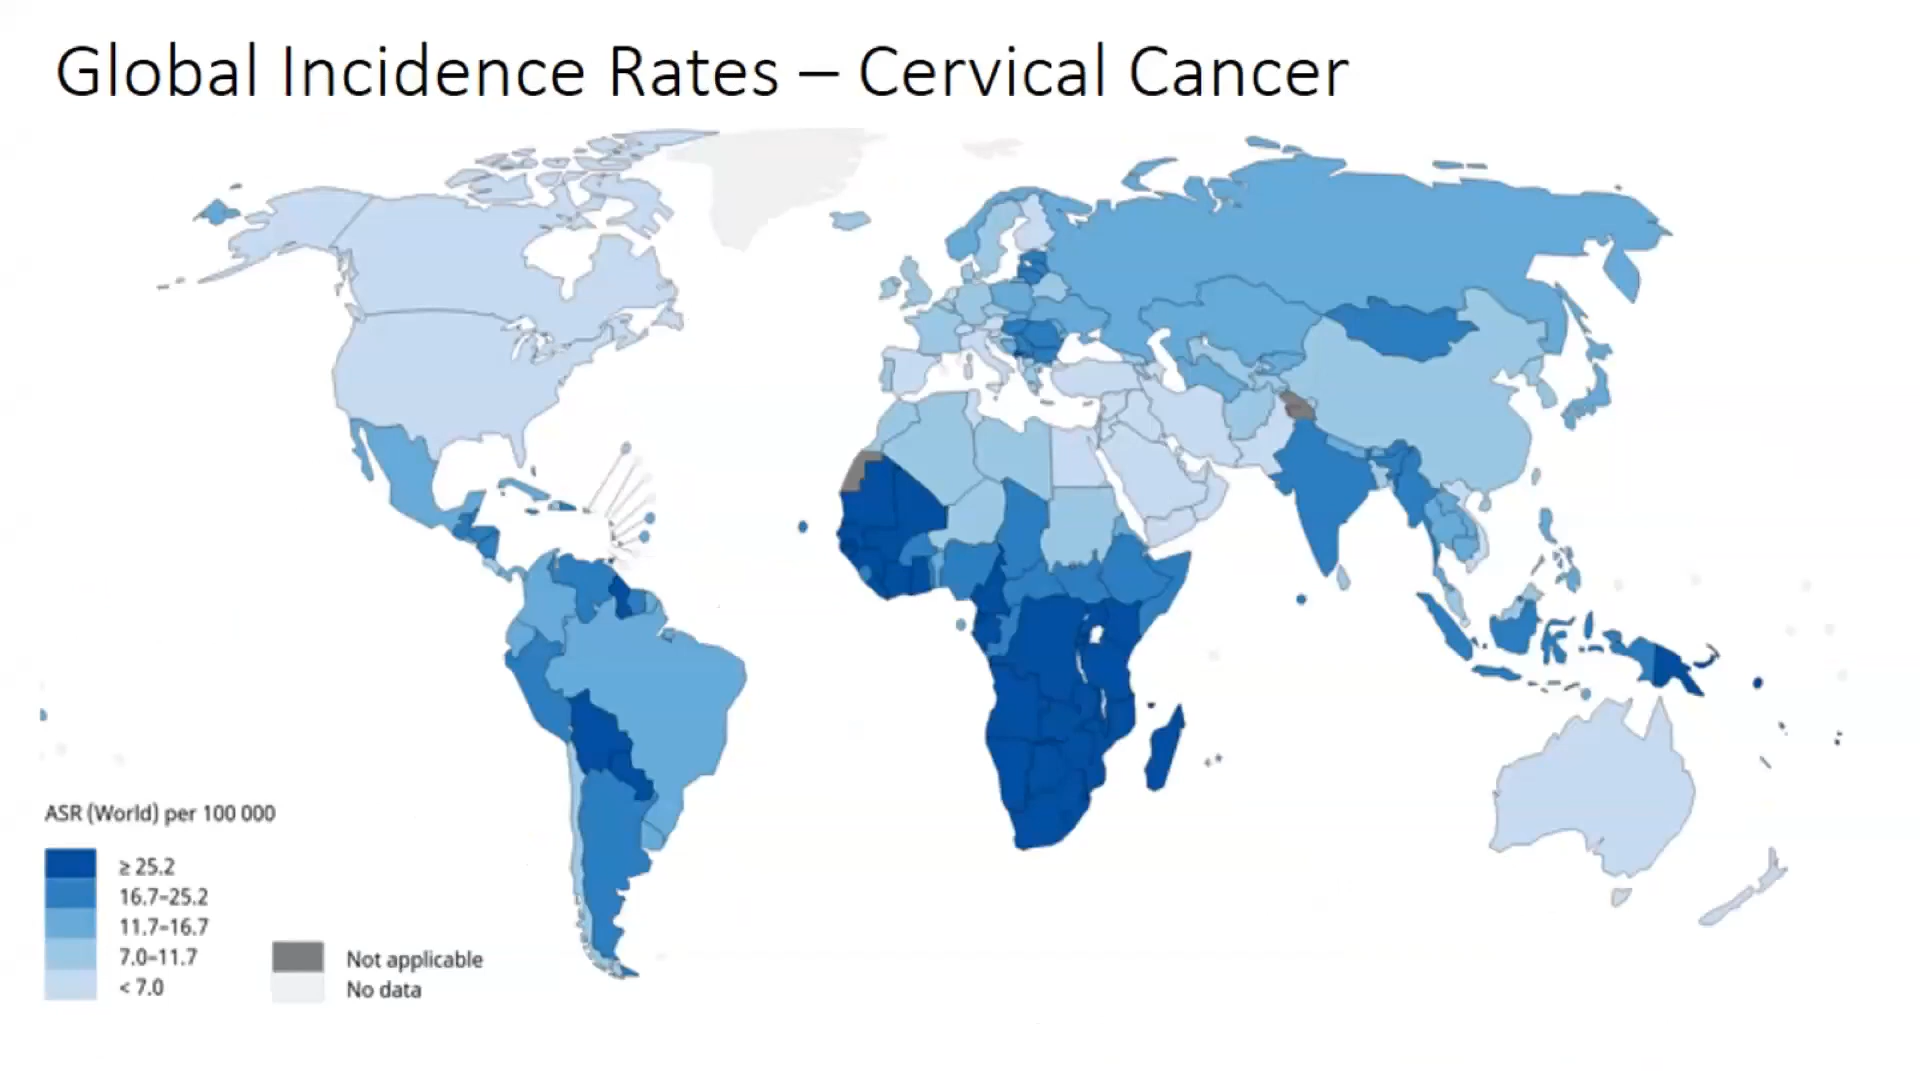 Global Incidence Rates – Cervical Cancer
ASR (World) per 100 000
≥ 25.2
16.7–25.2
11.7–16.7
7.0–11.7
< 7.0
Not applicable
No data